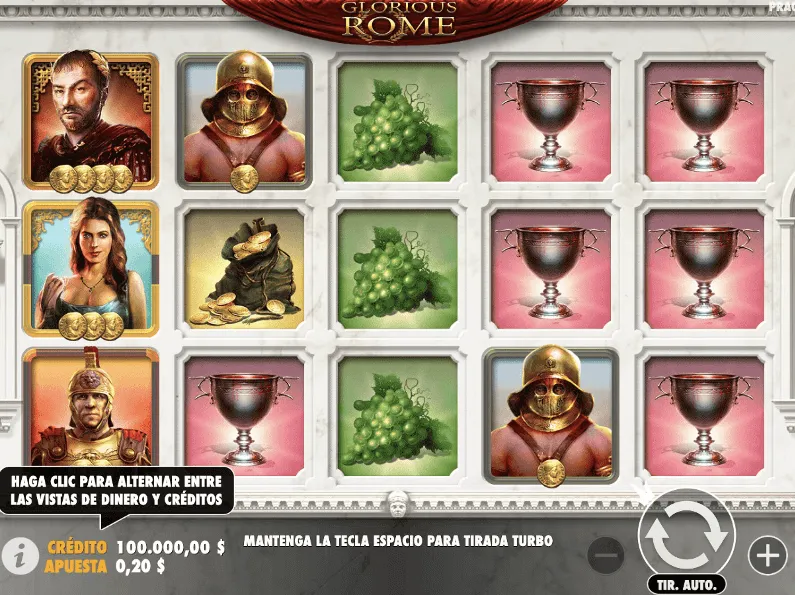 GLORIOUS
ROME
HAGA CLIC PARA ALTERNAR ENTRE
LAS VISTAS DE DINERO Y CRÉDITOS
CRÉDITO 100.000,00 $
MANTENGA LA TECLA ESPACIO PARA TIRADA TURBO
APUESTA 0,20 $
TIR. AUTO.